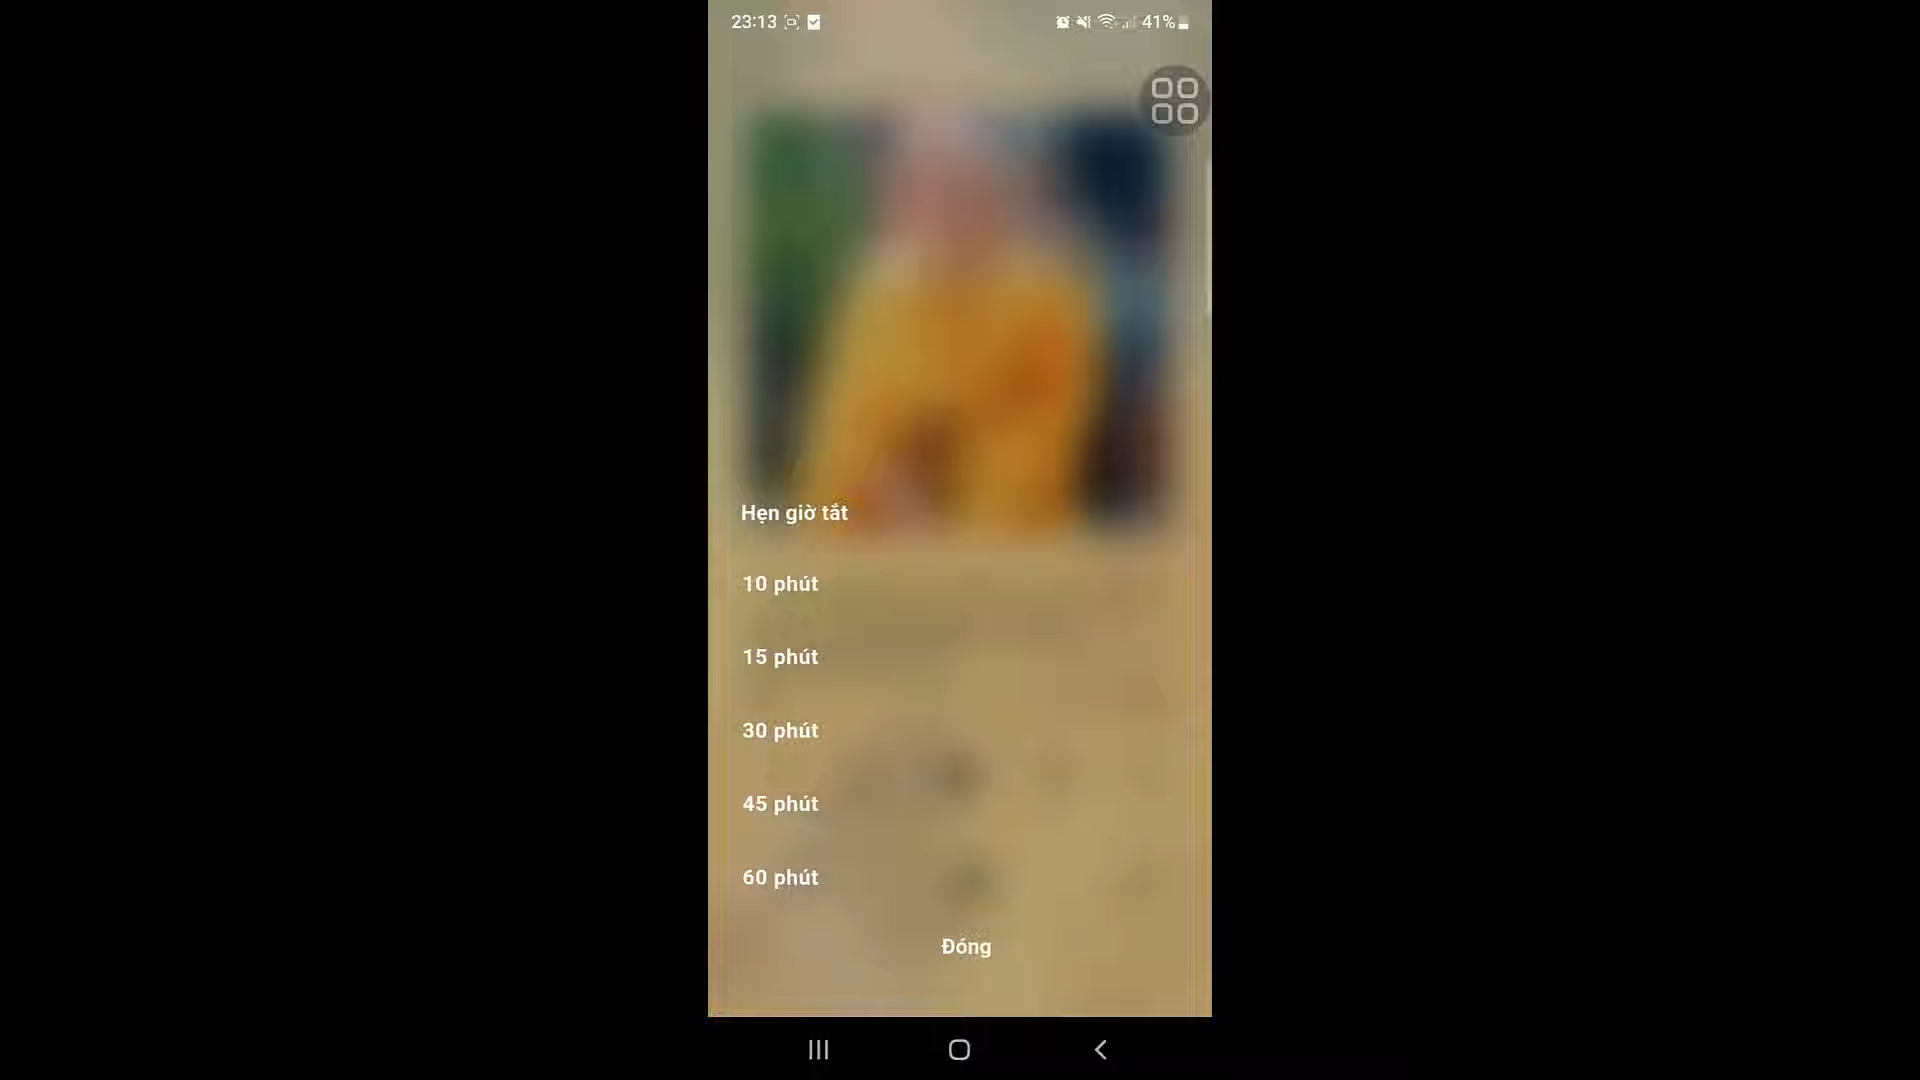 23:13 41%
Hẹn giờ tắt
10 phút
15 phút
30 phút
45 phút
60 phút
Đóng